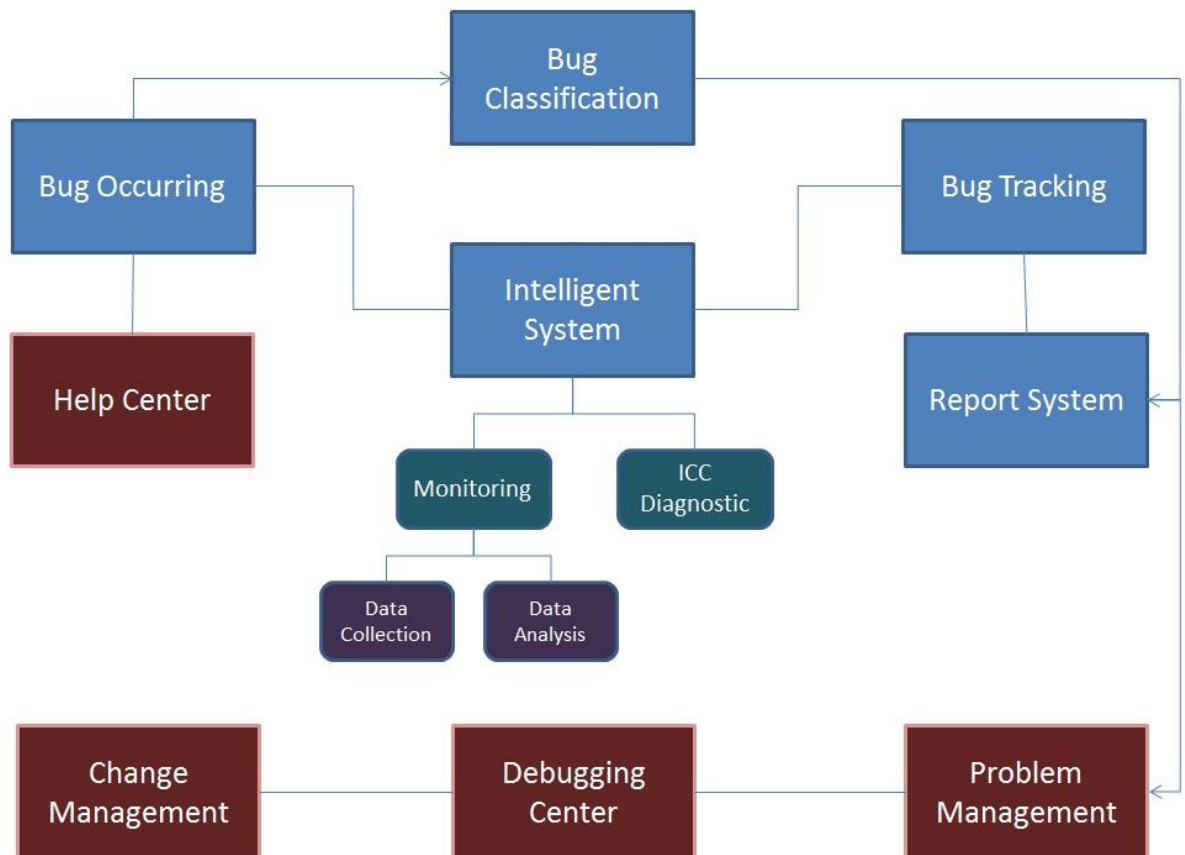 Bug
Classification
Bug Occurring
Bug Tracking
Intelligent
System
Help Center
Report System
Monitoring
ICC
Diagnostic
Data
Collection
Data
Analysis
Change
Management
Debugging
Center
Problem
Management